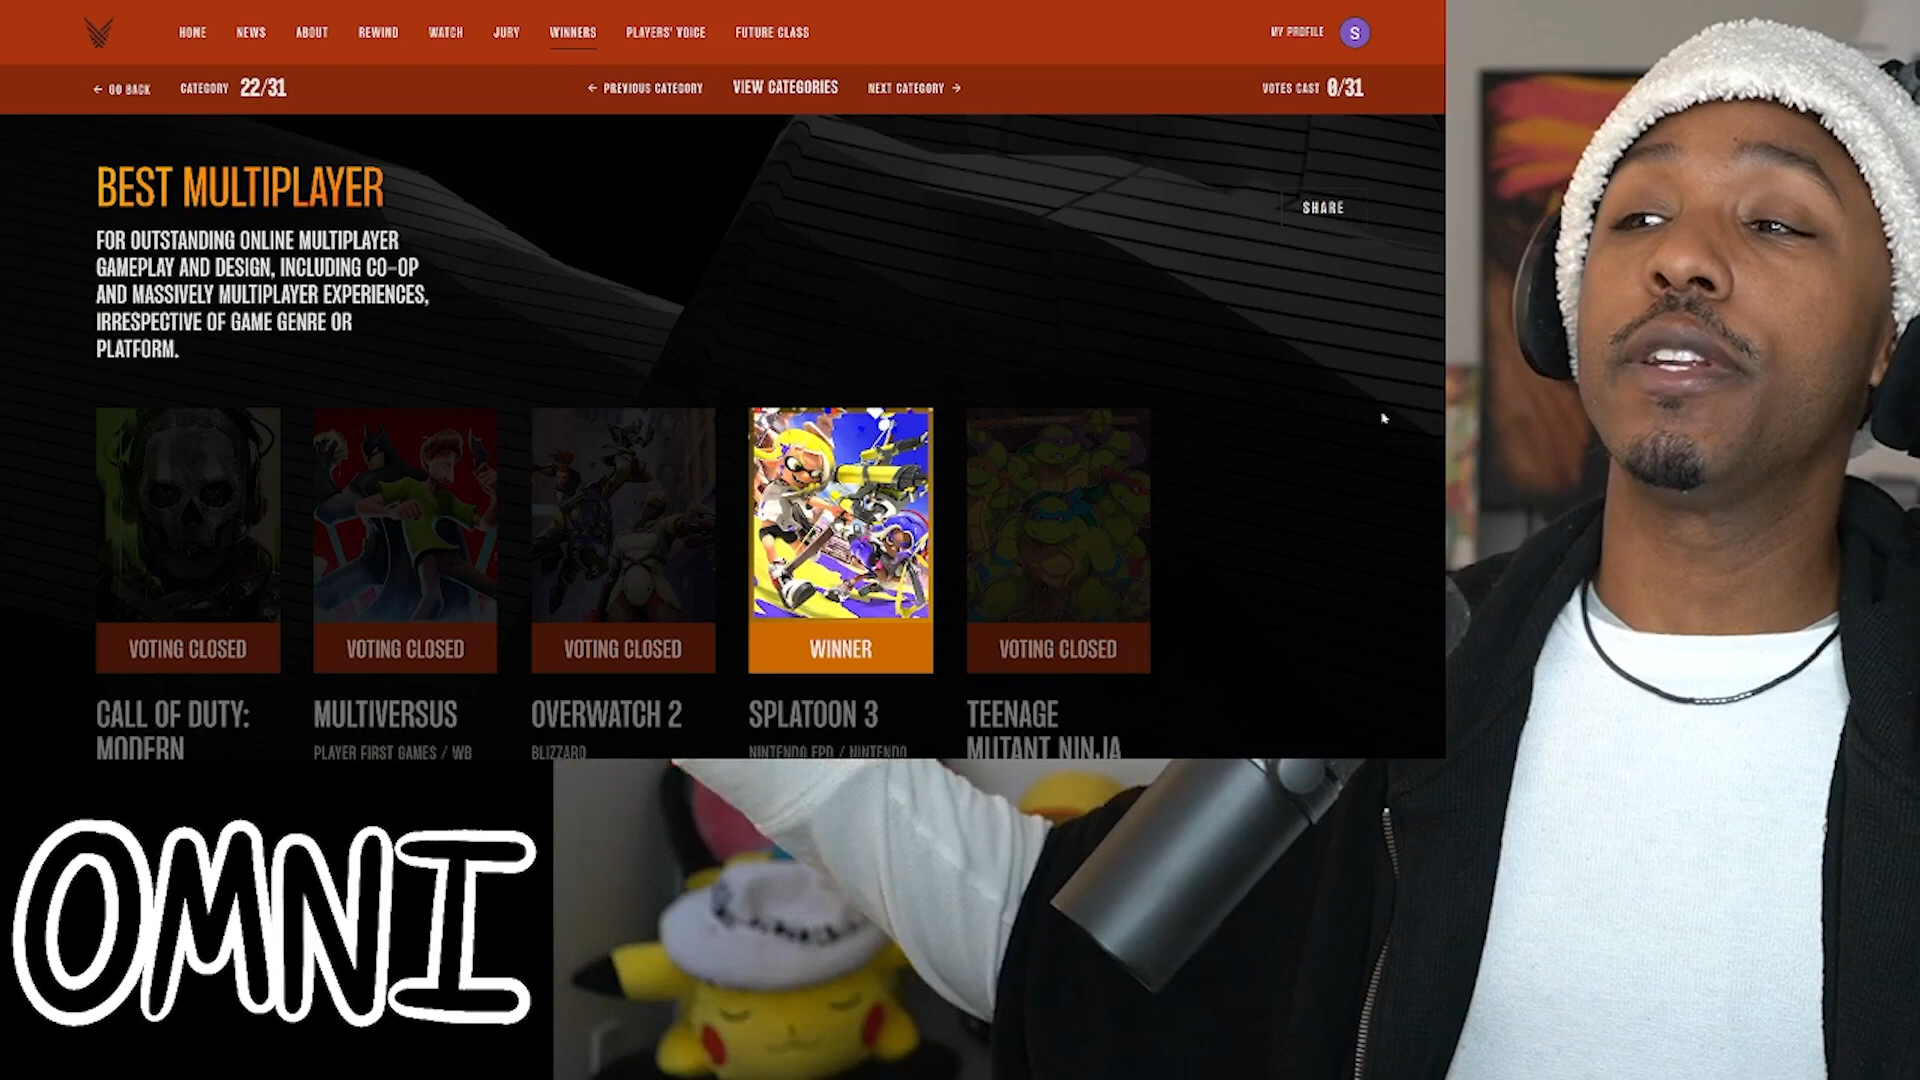 HOME NEWS ABOUT REWIND WATCH JURY WINNERS PLAYERS' VOICE FUTURE CLASS MY PROFILE S
← GO BACK CATEGORY 22/31 ← PREVIOUS CATEGORY VIEW CATEGORIES NEXT CATEGORY → VOTES CAST 0/31
BEST MULTIPLAYER
SHARE
FOR OUTSTANDING ONLINE MULTIPLAYER
GAMEPLAY AND DESIGN, INCLUDING CO-OP
AND MASSIVELY MULTIPLAYER EXPERIENCES,
IRRESPECTIVE OF GAME GENRE OR
PLATFORM.
VOTING CLOSED VOTING CLOSED VOTING CLOSED WINNER VOTING CLOSED
CALL OF DUTY:
MODERN
MULTIVERSUS
PLAYER FIRST GAMES / WB
OVERWATCH 2
BLIZZARD
SPLATOON 3
NINTENDO EPD / NINTENDO
TEENAGE
MUTANT NINJA
OMNI